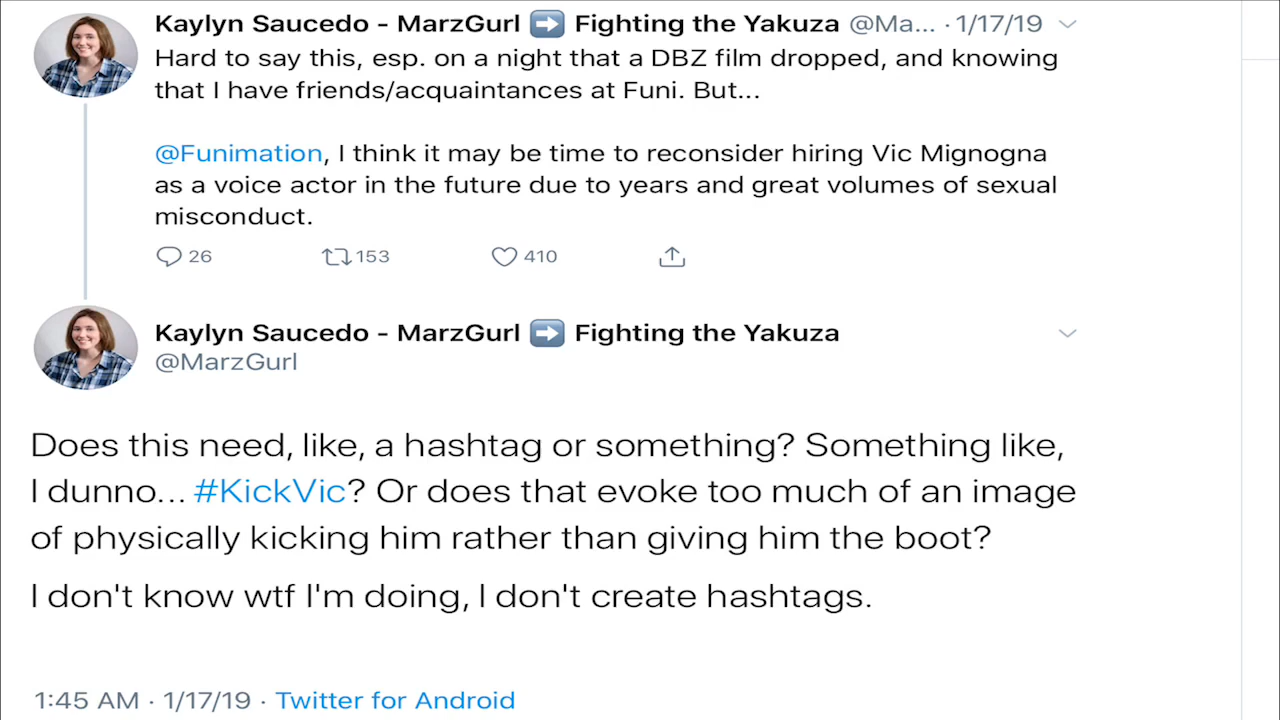 Kaylyn Saucedo - MarzGurl ➡️ Fighting the Yakuza @Ma... · 1/17/19
Hard to say this, esp. on a night that a DBZ film dropped, and knowing
that I have friends/acquaintances at Funi. But...
@Funimation, I think it may be time to reconsider hiring Vic Mignogna
as a voice actor in the future due to years and great volumes of sexual
misconduct.
26 153 410
Kaylyn Saucedo - MarzGurl ➡️ Fighting the Yakuza
@MarzGurl
Does this need, like, a hashtag or something? Something like,
I dunno... #KickVic? Or does that evoke too much of an image
of physically kicking him rather than giving him the boot?
I don't know wtf I'm doing, I don't create hashtags.
1:45 AM · 1/17/19 · Twitter for Android